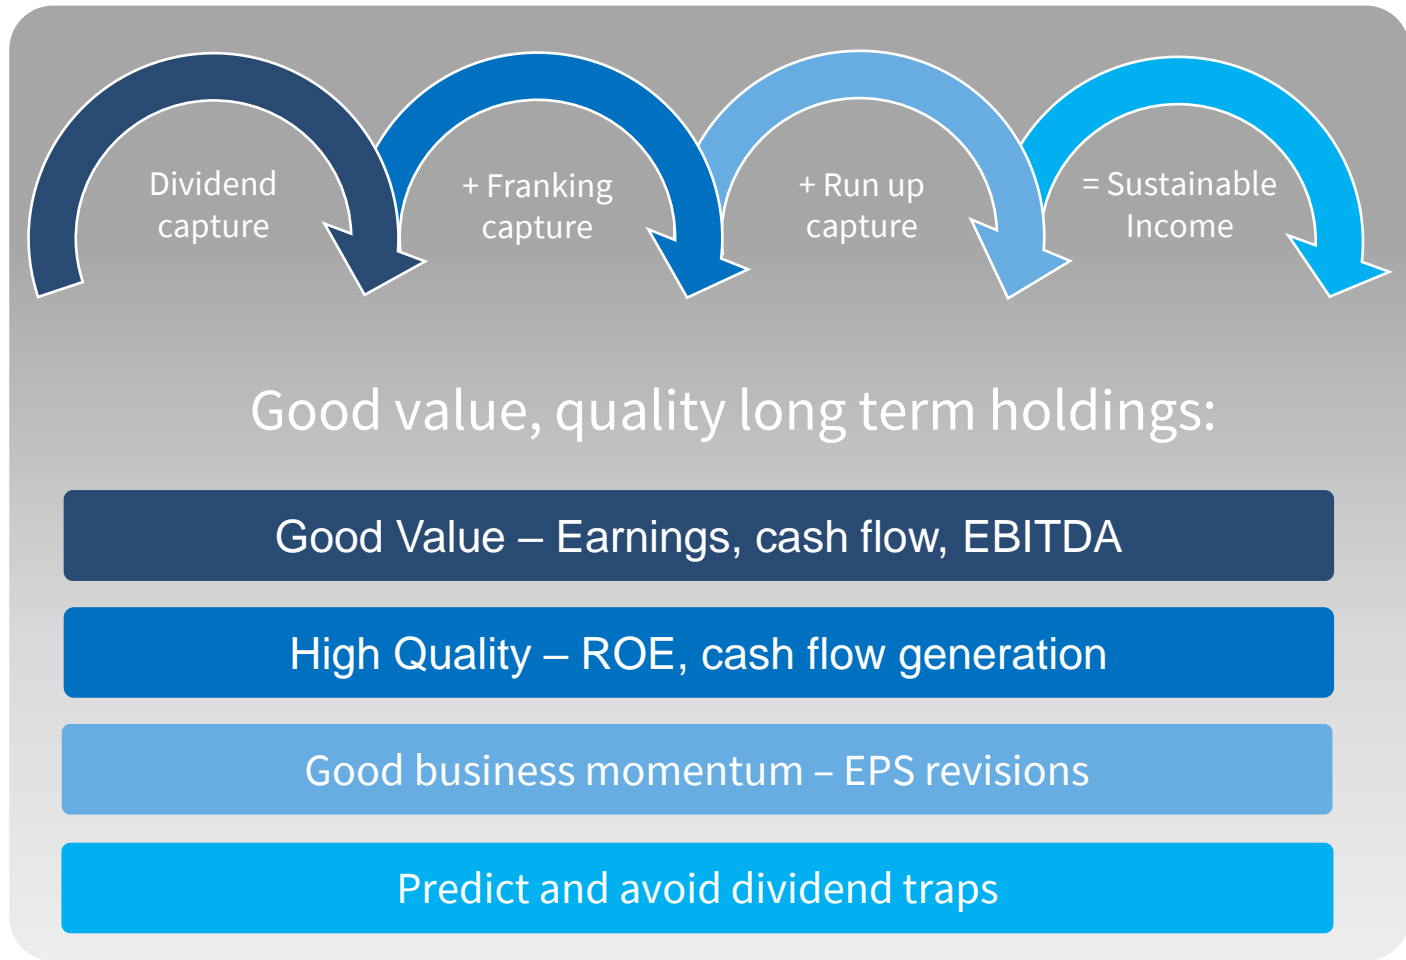 Dividend
capture
+ Franking
capture
+ Run up
capture
= Sustainable
Income
Good value, quality long term holdings:
Good Value – Earnings, cash flow, EBITDA
High Quality – ROE, cash flow generation
Good business momentum – EPS revisions
Predict and avoid dividend traps